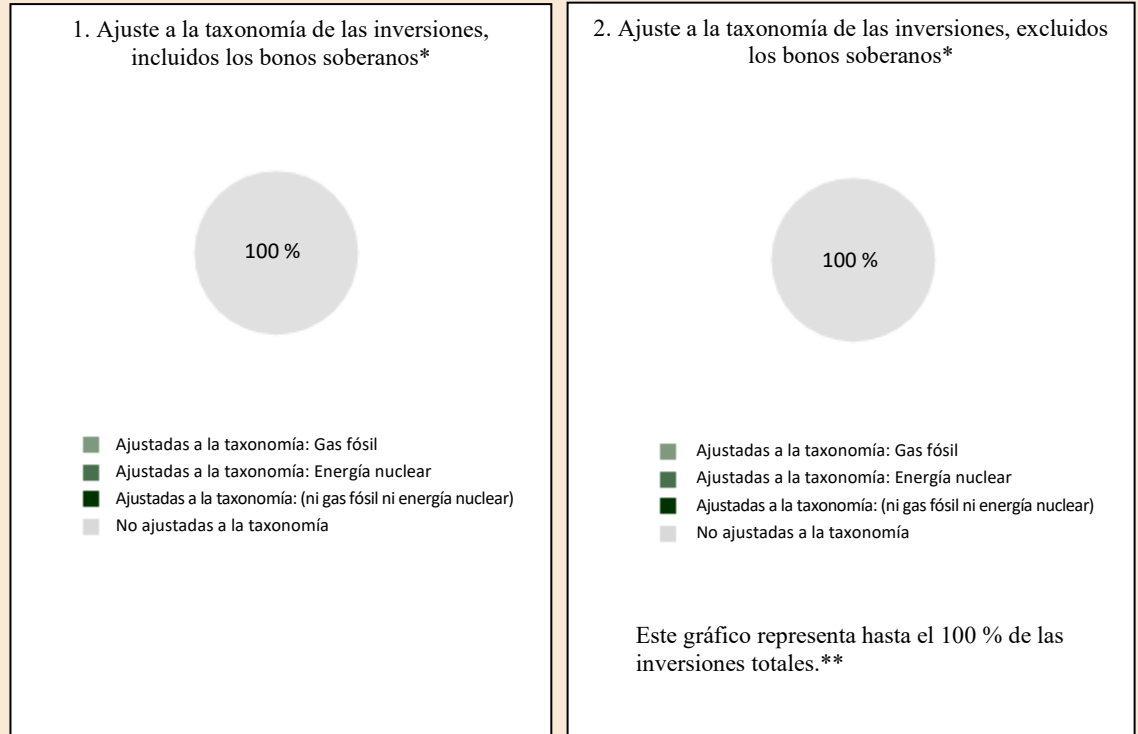 1. Ajuste a la taxonomía de las inversiones,
incluidos los bonos soberanos*
100 %
Ajustadas a la taxonomía: Gas fósil
Ajustadas a la taxonomía: Energía nuclear
Ajustadas a la taxonomía: (ni gas fósil ni energía nuclear)
No ajustadas a la taxonomía
2. Ajuste a la taxonomía de las inversiones, excluidos
los bonos soberanos*
100 %
Ajustadas a la taxonomía: Gas fósil
Ajustadas a la taxonomía: Energía nuclear
Ajustadas a la taxonomía: (ni gas fósil ni energía nuclear)
No ajustadas a la taxonomía
Este gráfico representa hasta el 100 % de las
inversiones totales.**